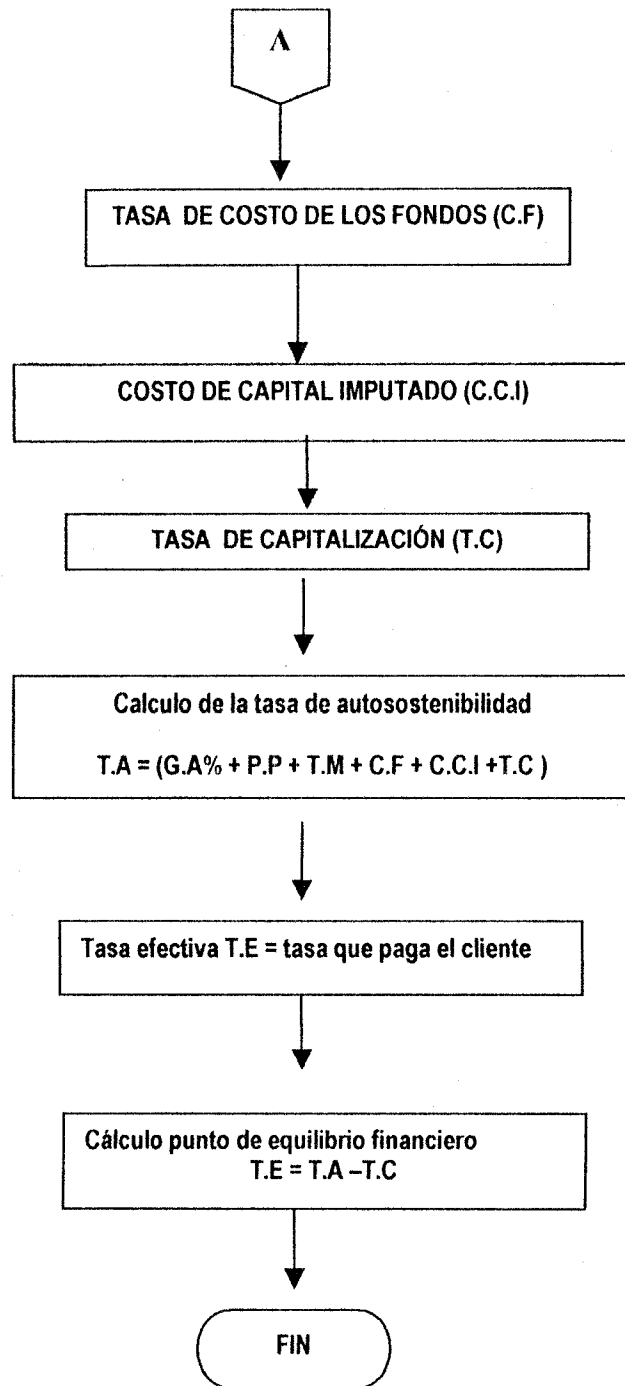 A
TASA DE COSTO DE LOS FONDOS (C.F)
COSTO DE CAPITAL IMPUTADO (C.C.I)
TASA DE CAPITALIZACIÓN (T.C)
Calculo de la tasa de autosostenibilidad
T.A = (G.A% + P.P + T.M + C.F + C.C.I +T.C )
Tasa efectiva T.E = tasa que paga el cliente
Cálculo punto de equilibrio financiero
T.E = T.A –T.C
FIN